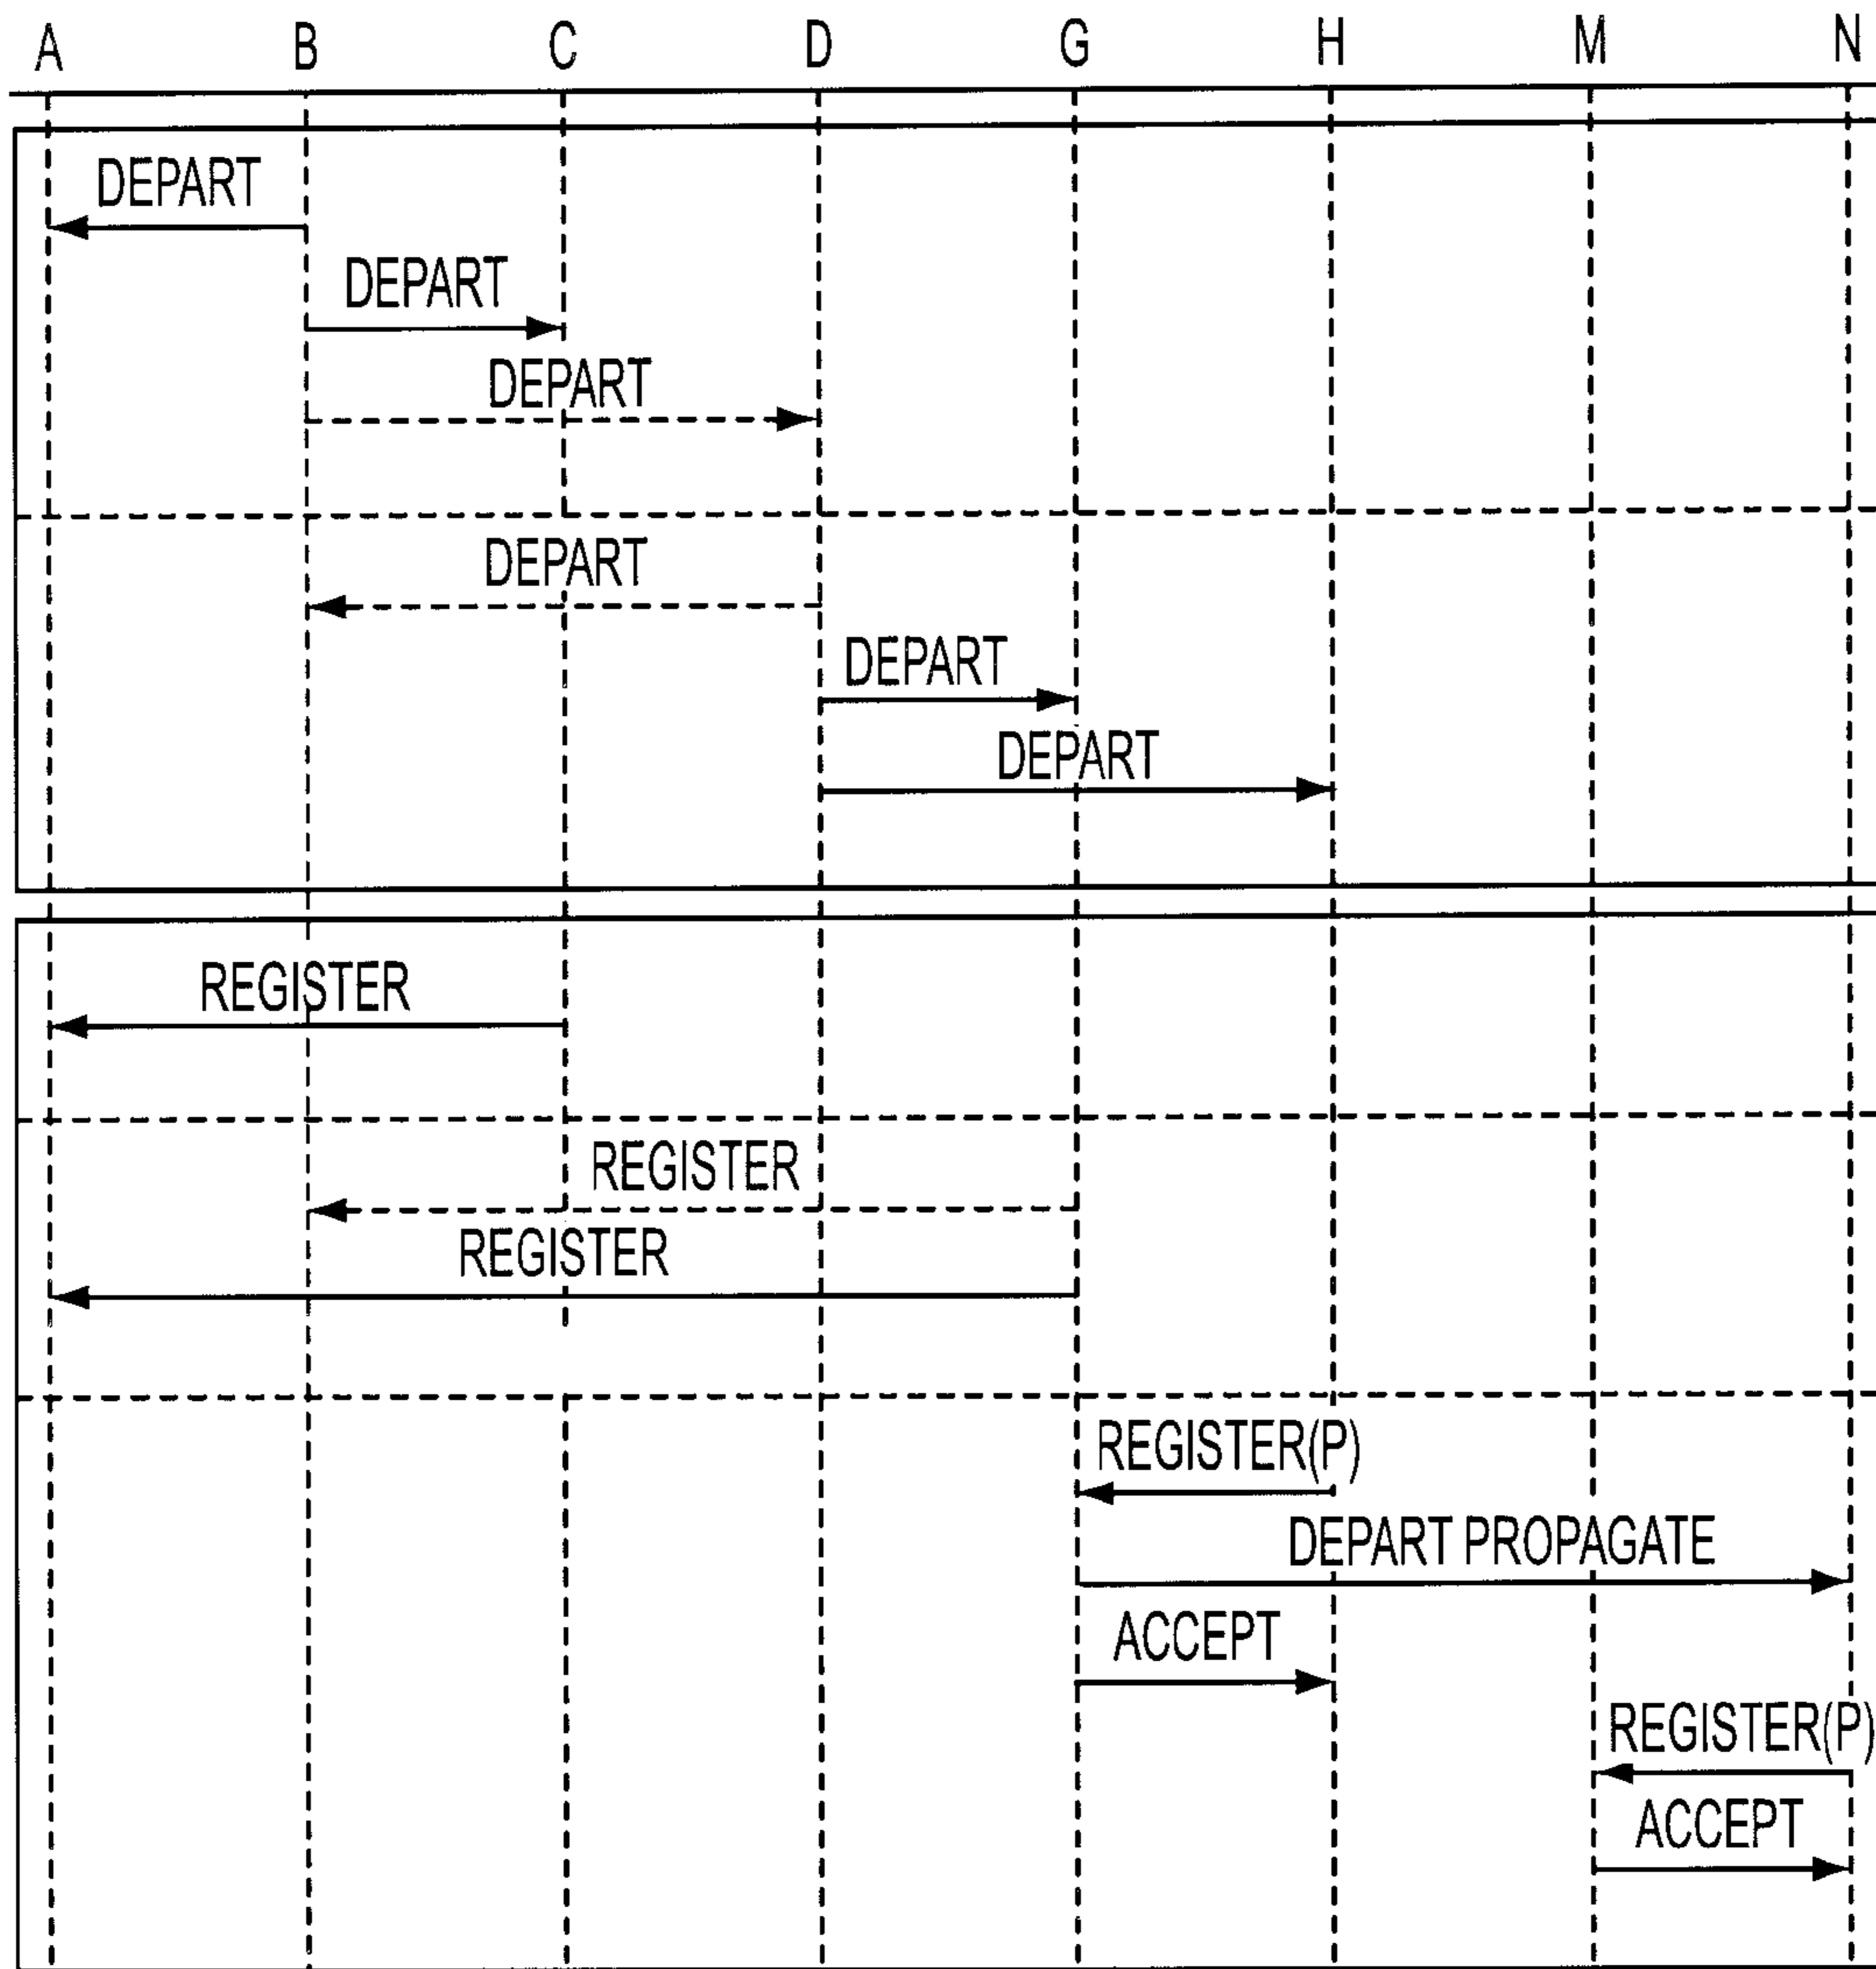 A B C D G H M N
DEPART
DEPART
DEPART
DEPART
DEPART
DEPART
REGISTER
REGISTER
REGISTER
REGISTER(P)
DEPART PROPAGATE
ACCEPT
REGISTER(P)
ACCEPT